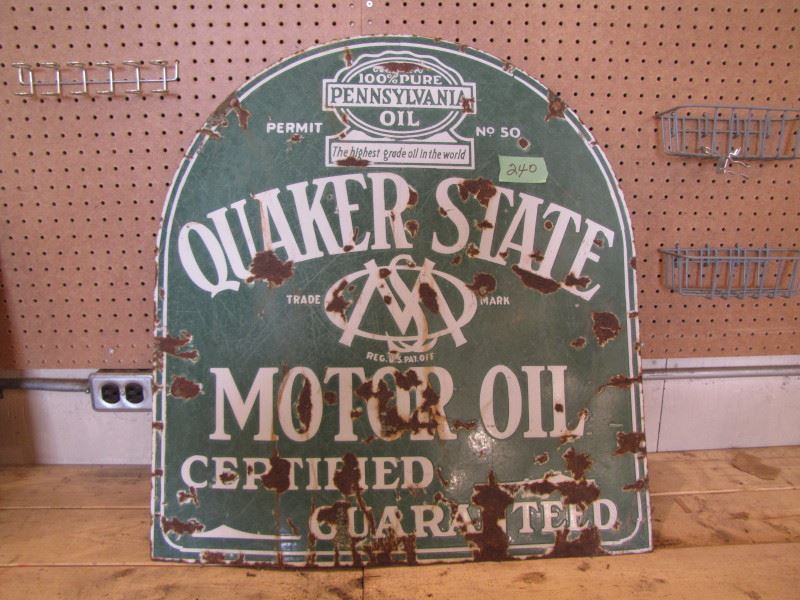 100% PURE
PENNSYLVANIA
OIL
PERMIT No 50
The highest grade oil in the world
240
QUAKER STATE
TRADE MARK
REG. U.S. PAT. OFF
MOTOR OIL
CERTIFIED
GUARANTEED